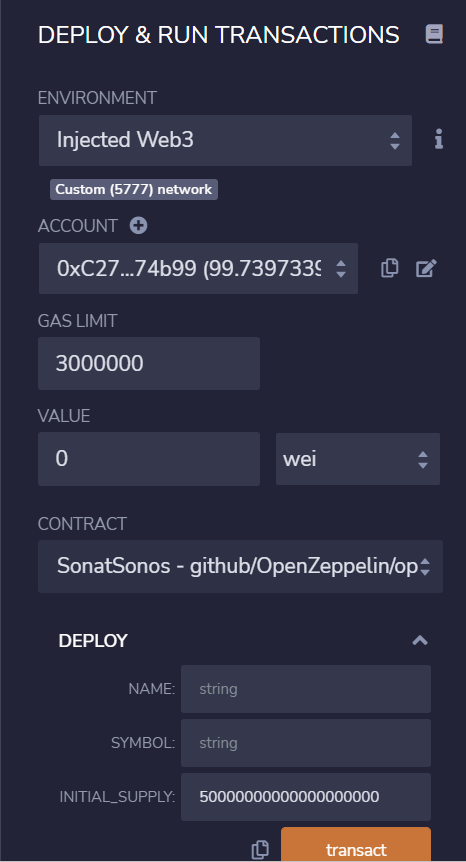 DEPLOY & RUN TRANSACTIONS
ENVIRONMENT
Injected Web3
Custom (5777) network
ACCOUNT
0xC27...74b99 (99.7397339
GAS LIMIT
3000000
VALUE
0 wei
CONTRACT
SonatSonos - github/OpenZeppelin/op
DEPLOY
NAME: string
SYMBOL: string
INITIAL_SUPPLY: 50000000000000000000
transact